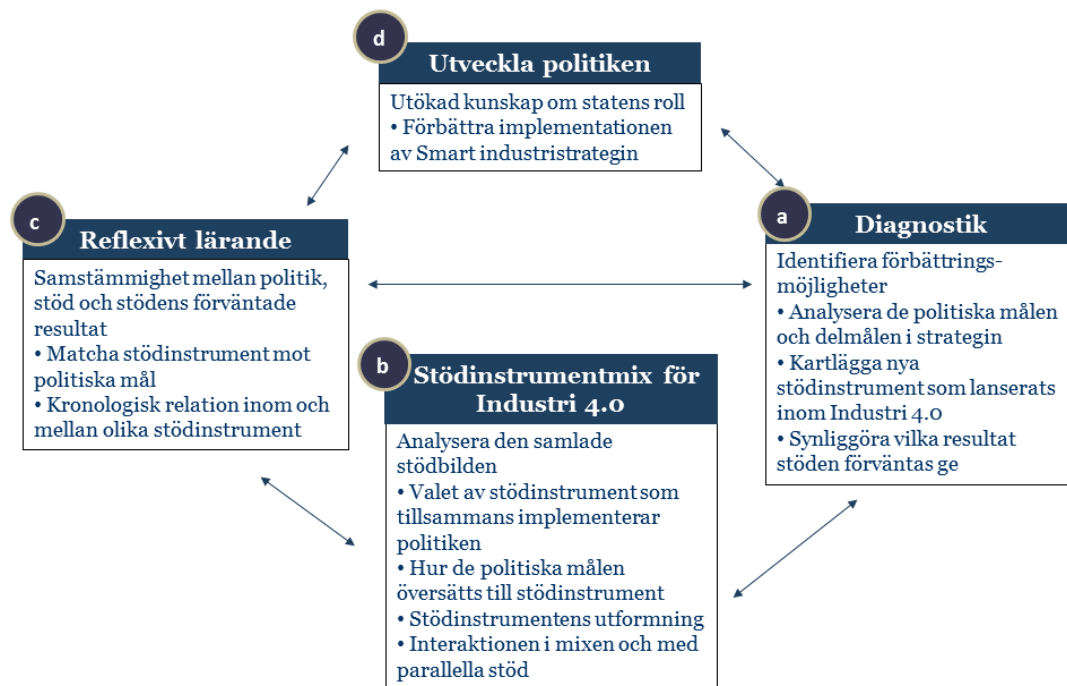 d
Utveckla politiken
Utökad kunskap om statens roll
• Förbättra implementationen
av Smart industristrategin
c
Reflexivt lärande
Samstämmighet mellan politik,
stöd och stödens förväntade
resultat
• Matcha stödinstrument mot
politiska mål
• Kronologisk relation inom och
mellan olika stödinstrument
a
Diagnostik
Identifiera förbättrings-
möjligheter
• Analysera de politiska målen
och delmålen i strategin
• Kartlägga nya
stödinstrument som lanserats
inom Industri 4.0
• Synliggöra vilka resultat
stöden förväntas ge
b
Stödinstrumentmix för
Industri 4.0
Analysera den samlade
stödbilden
• Valet av stödinstrument som
tillsammans implementerar
politiken
• Hur de politiska målen
översätts till stödinstrument
• Stödinstrumentens utformning
• Interaktionen i mixen och med
parallella stöd